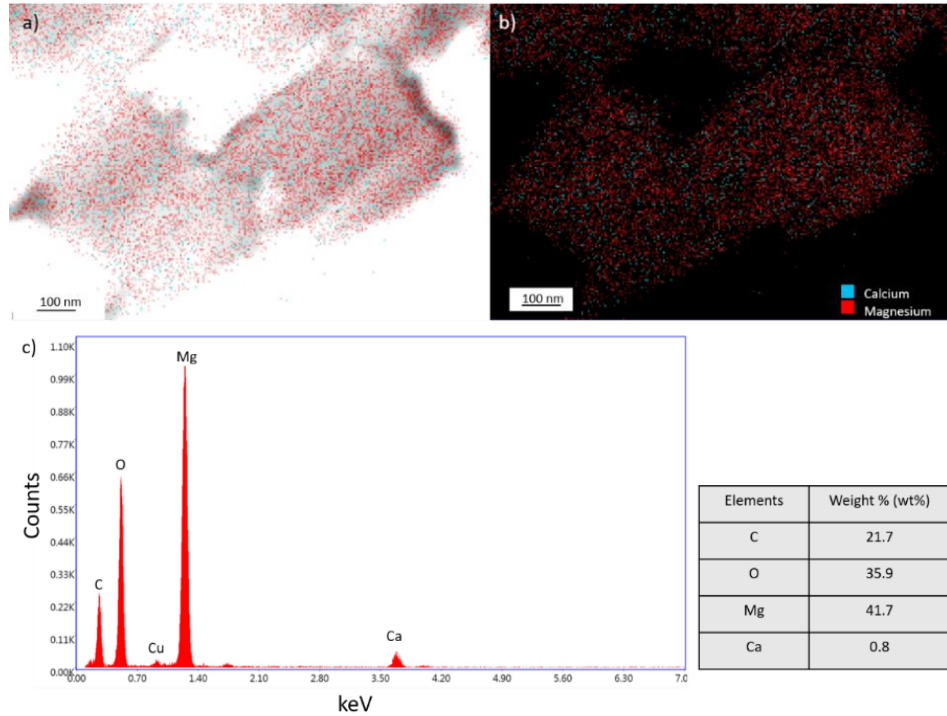 a)
b)
100 nm
100 nm
Calcium
Magnesium
c)
1.10K
0.99K
0.88K
0.77K
0.66K
0.55K
0.44K
0.33K
0.22K
0.11K
0.00K
Counts
C
O
Cu
Mg
Ca
0.00 0.70 1.40 2.10 2.80 3.50 4.20 4.90 5.60 6.30 7.0
keV
Elements Weight % (wt%)
C 21.7
O 35.9
Mg 41.7
Ca 0.8